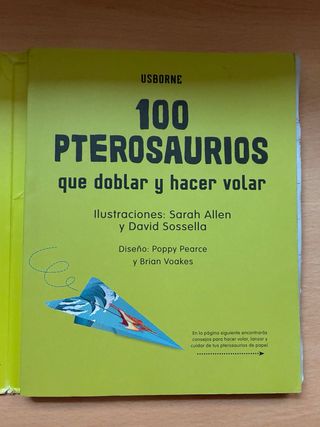 USBORNE
100
PTEROSAURIOS
que doblar y hacer volar
Ilustraciones: Sarah Allen
y David Sossella
Diseño: Poppy Pearce
y Brian Voakes
En la página siguiente encontrarás
consejos para hacer volar, lanzar y
cuidar de tus pterosaurios de papel